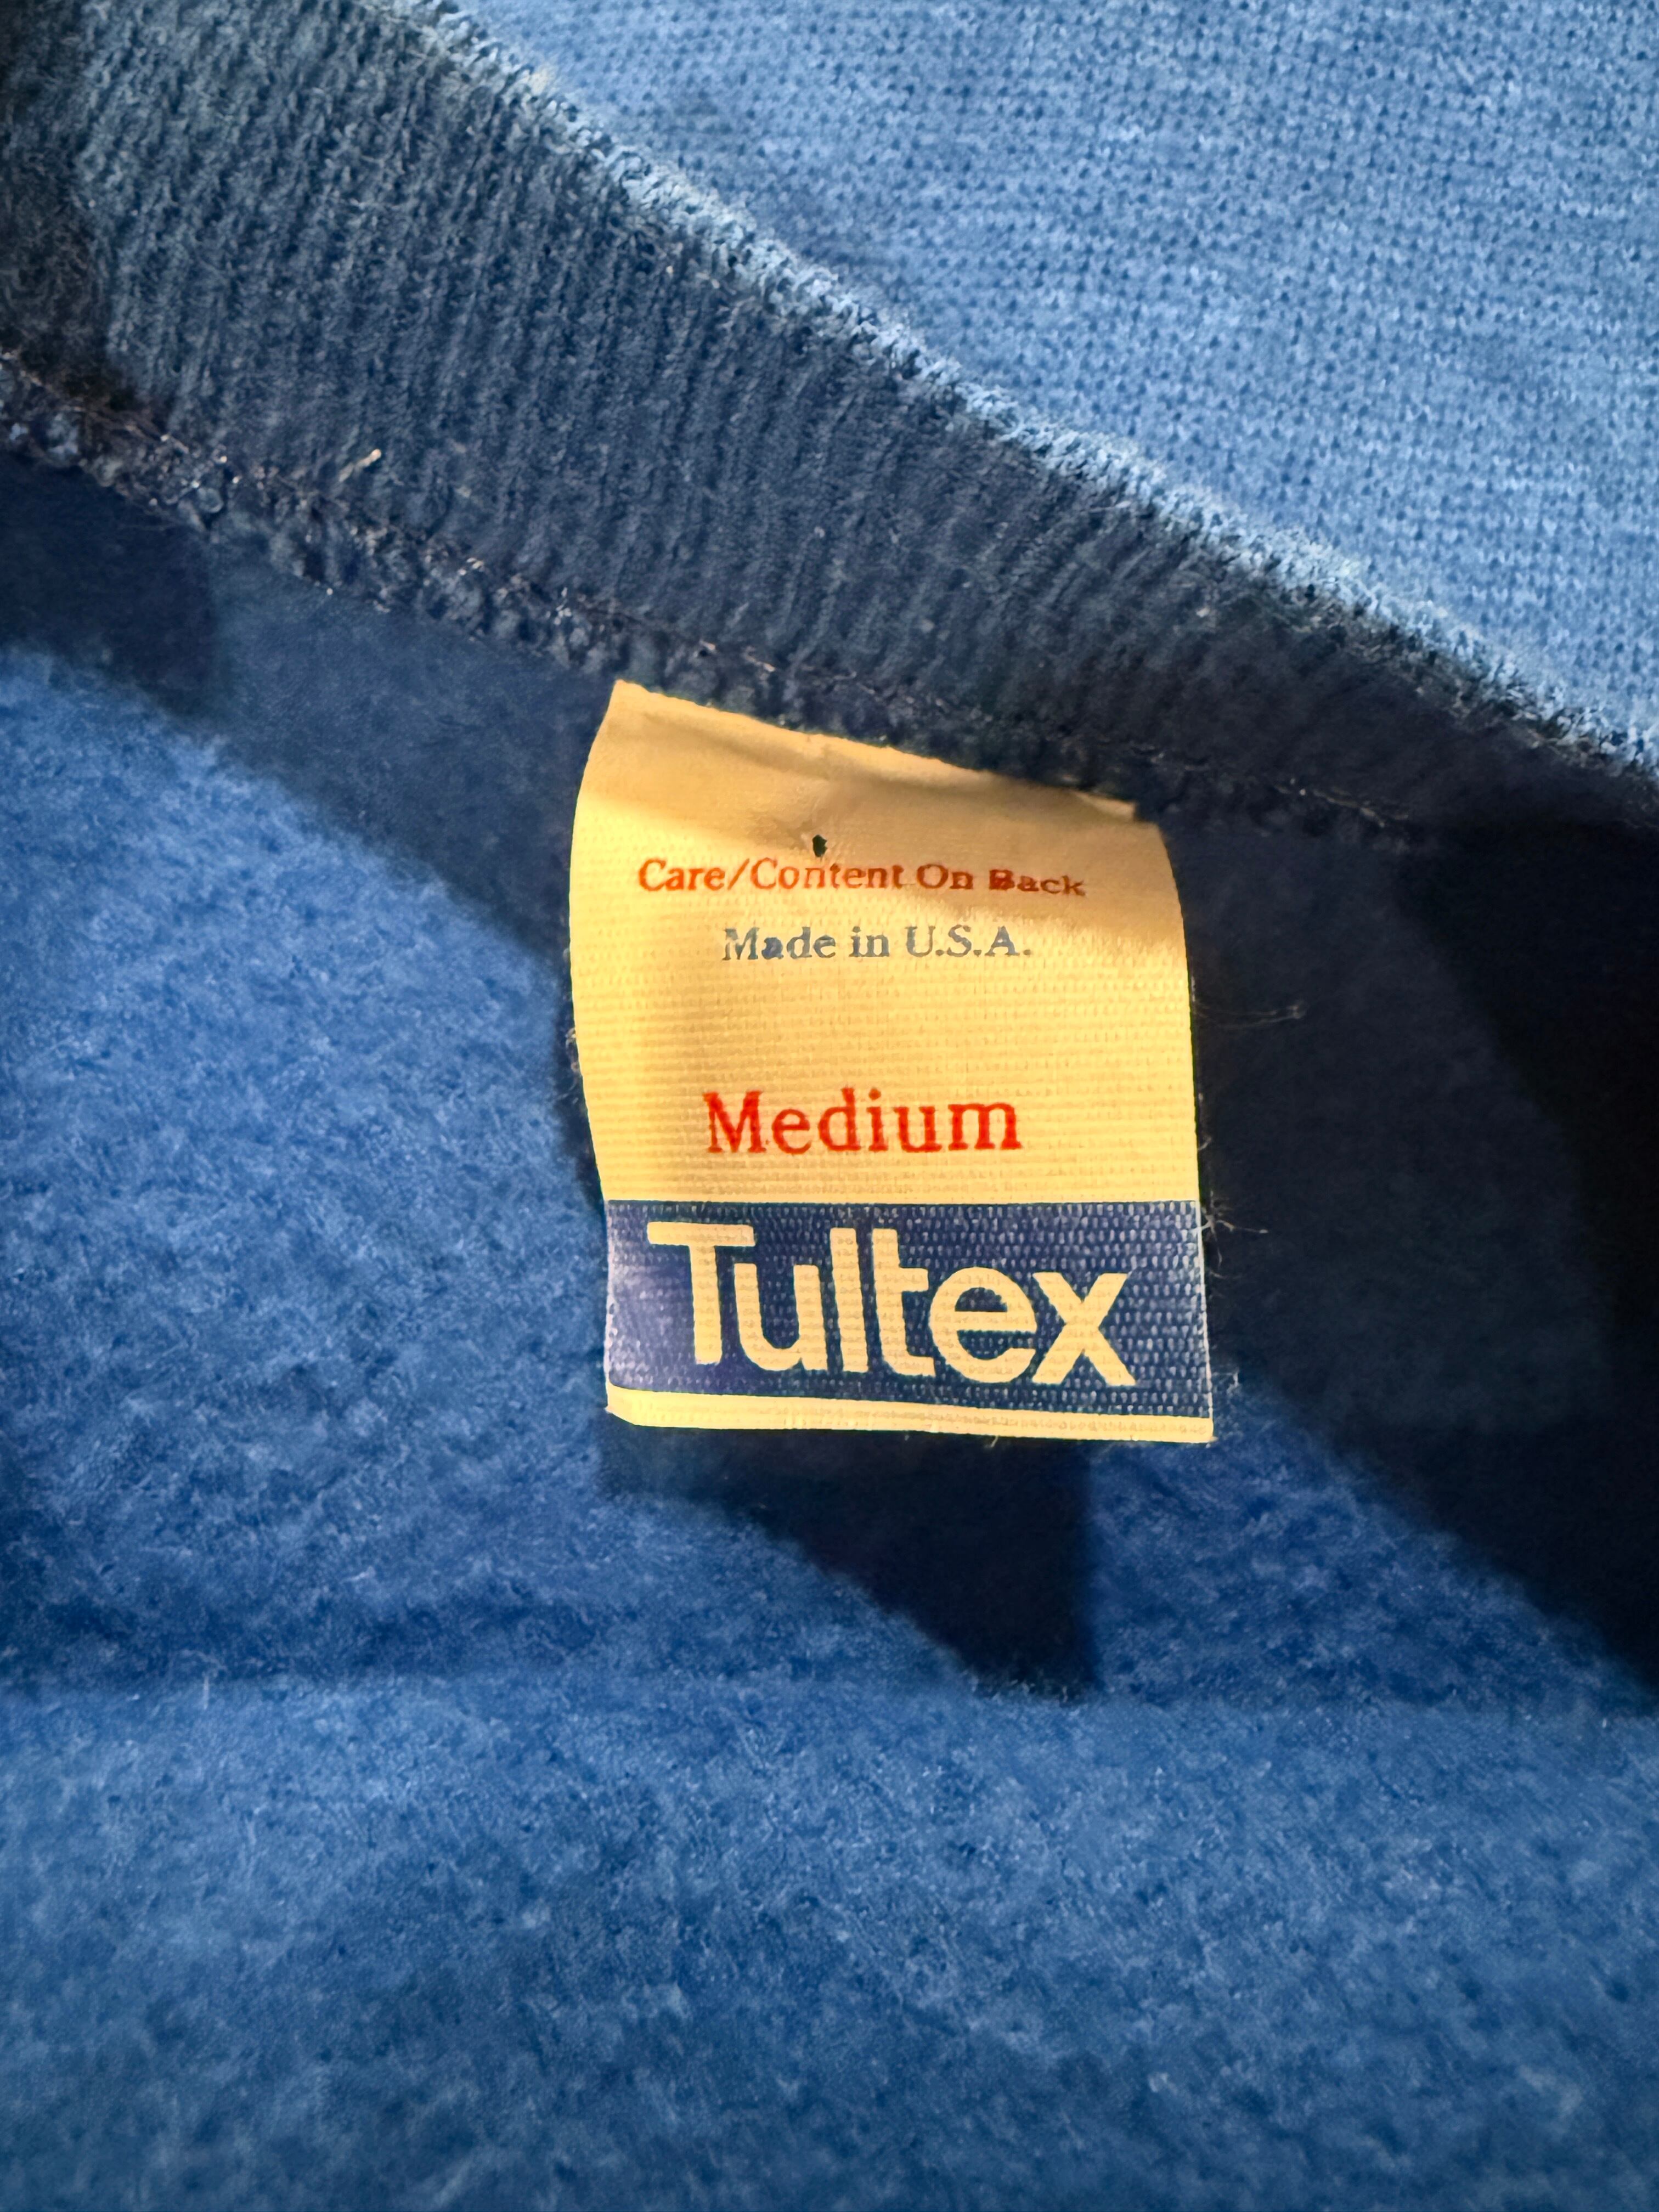 Care/Content On Back
Made in U.S.A.
Medium
Tultex